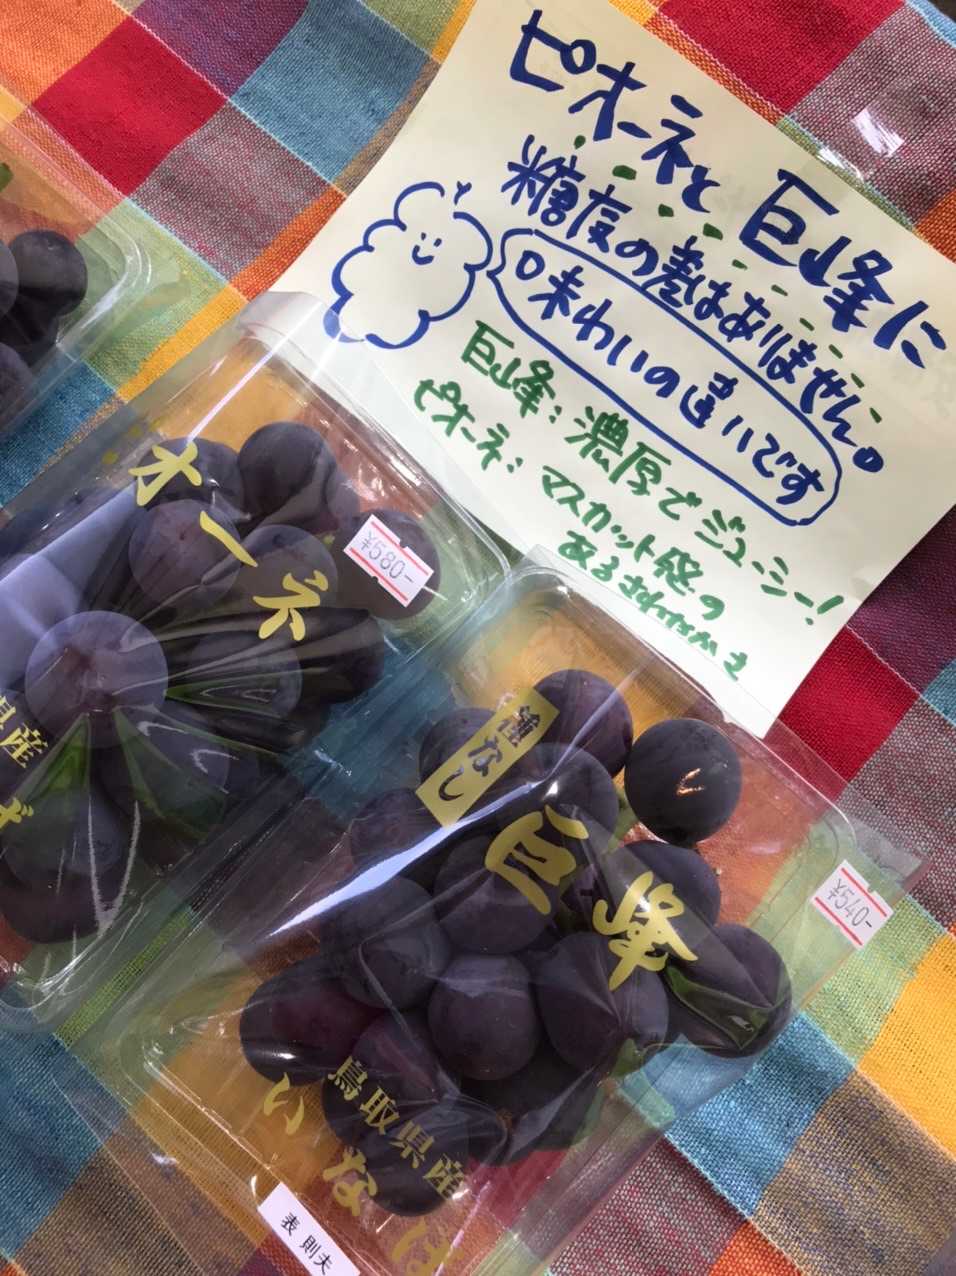 ピオーネと巨峰に
糖度の差はありません。
味わいの違いです
巨峰：濃厚でジューシー！
ピオーネ：マスカット感の
あるさわやかさ
オーネ
¥580-
県産
種なし
巨峰
¥540-
鳥取県産
いなば
表 則夫